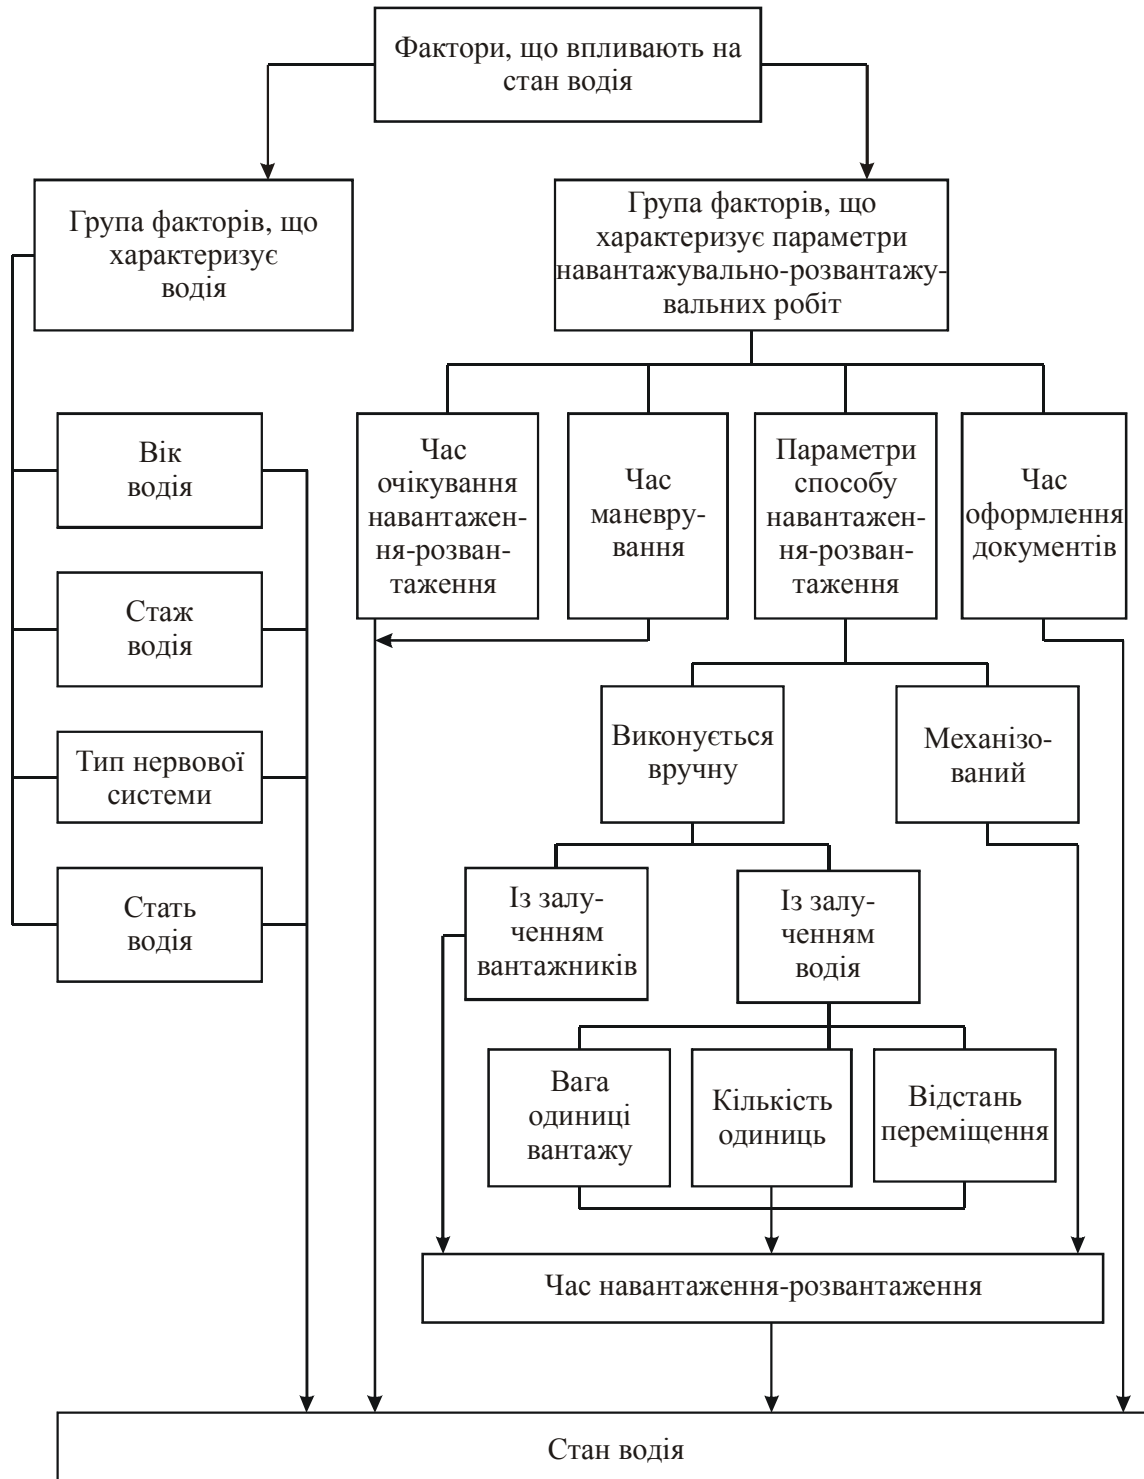 Фактори, що впливають на
стан водія
Група факторів, що
характеризує
водія
Група факторів, що
характеризує параметри
навантажувально-розвантажу-
вальних робіт
Вік
водія
Стаж
водія
Тип нервової
системи
Стать
водія
Час
очікування
навантажен-
ня-розван-
таження
Час
маневру-
вання
Параметри
способу
навантажен-
ня-розван-
таження
Час
оформлення
документів
Виконується
вручну
Механізо-
ваний
Із залу-
ченням
вантажників
Із залу-
ченням
водія
Вага
одиниці
вантажу
Кількість
одиниць
Відстань
переміщення
Час навантаження-розвантаження
Стан водія